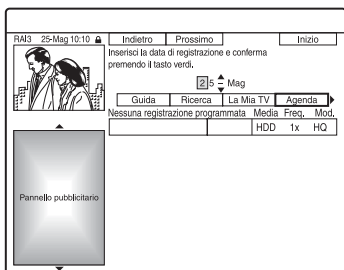 RAI3 25-Mag 10:10
Indietro Prossimo Inizio
Inserisci la data di registrazione e conferma
premendo il tasto verdi.
25 Mag
Guida Ricerca La Mia TV Agenda
Nessuna registrazione programmata Media Freq. Mod.
HDD 1x HQ
Pannello pubblicitario